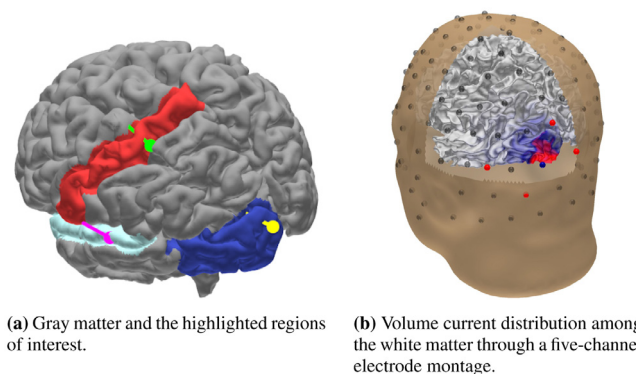 (a) Gray matter and the highlighted regions
of interest.
(b) Volume current distribution among
the white matter through a five-channel
electrode montage.